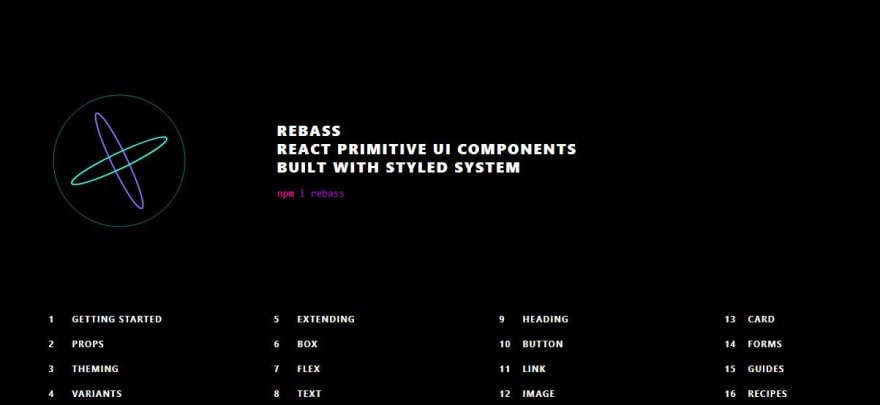 REBASS
REACT PRIMITIVE UI COMPONENTS
BUILT WITH STYLED SYSTEM
npm i rebass
1 GETTING STARTED
2 PROPS
3 THEMING
4 VARIANTS
5 EXTENDING
6 BOX
7 FLEX
8 TEXT
9 HEADING
10 BUTTON
11 LINK
12 IMAGE
13 CARD
14 FORMS
15 GUIDES
16 RECIPES